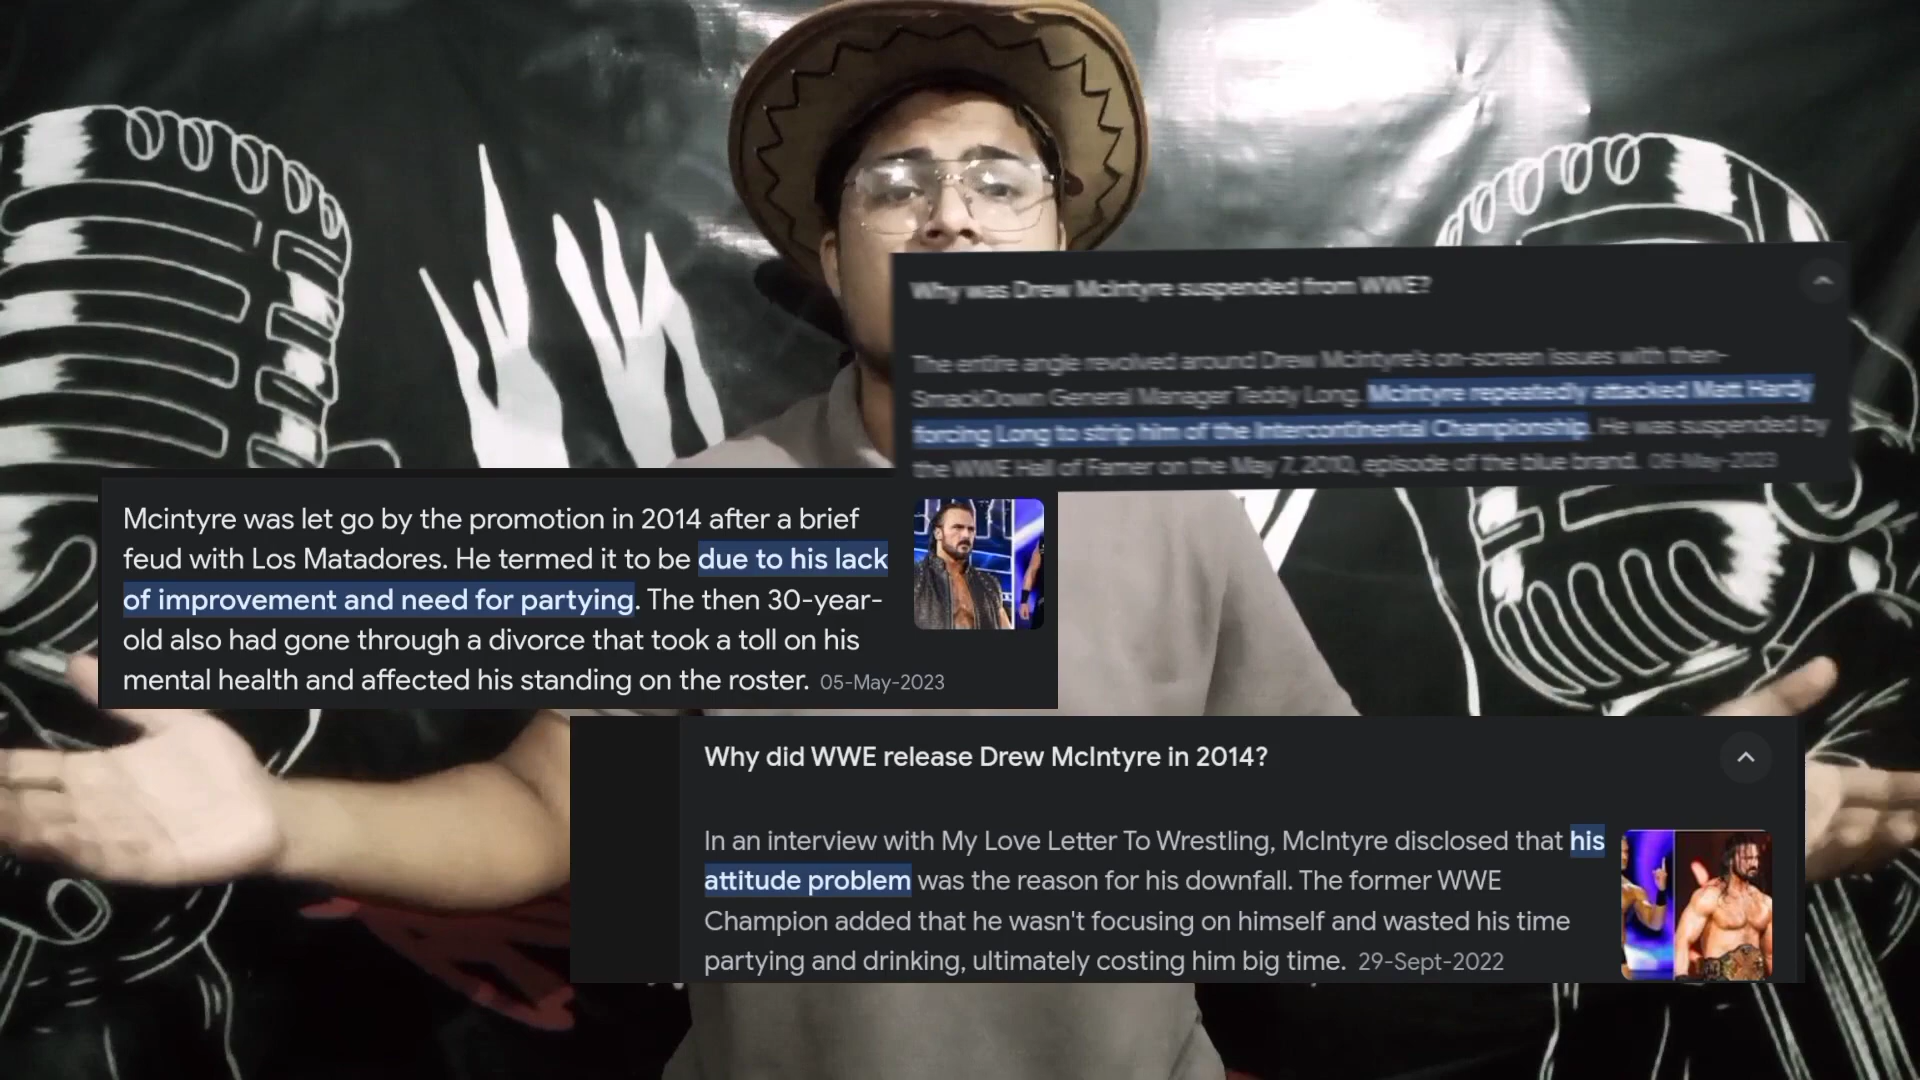 Why was Drew McIntyre suspended from WWE?
The entire angle revolved around Drew McIntyre's on-screen issues with then-
SmackDown General Manager Teddy Long. McIntyre repeatedly attacked Matt Hardy
forcing Long to strip him of the Intercontinental Championship. He was suspended by
the WWE Hall of Famer on the May 7, 2010, episode of the blue brand. 08-May-2023
Mcintyre was let go by the promotion in 2014 after a brief
feud with Los Matadores. He termed it to be due to his lack
of improvement and need for partying. The then 30-year-
old also had gone through a divorce that took a toll on his
mental health and affected his standing on the roster. 05-May-2023
Why did WWE release Drew McIntyre in 2014?
In an interview with My Love Letter To Wrestling, McIntyre disclosed that his
attitude problem was the reason for his downfall. The former WWE
Champion added that he wasn't focusing on himself and wasted his time
partying and drinking, ultimately costing him big time. 29-Sept-2022